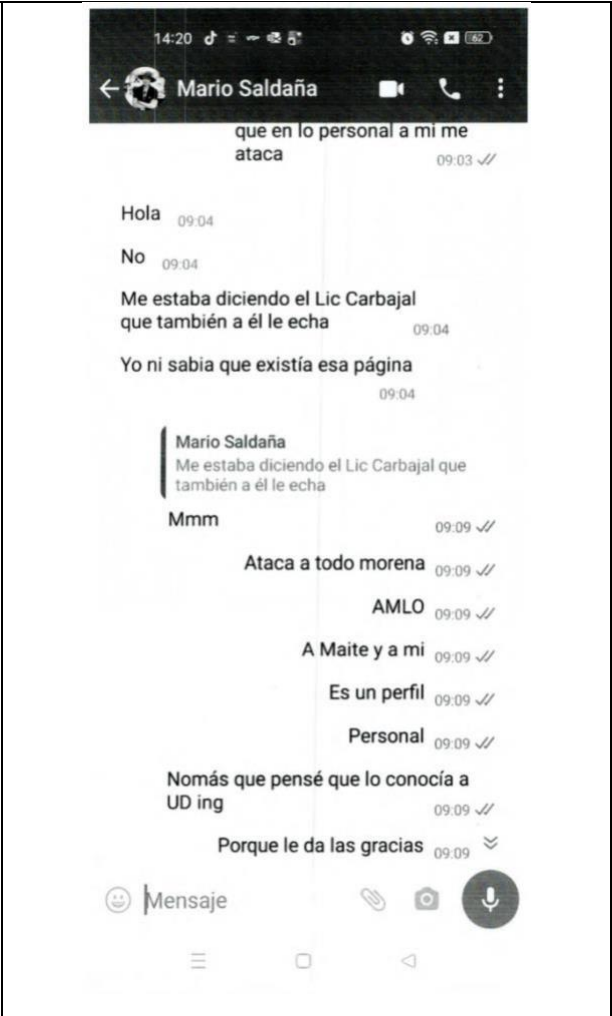 14:20
62
Mario Saldaña
que en lo personal a mi me
ataca
09:03
Hola 09:04
No 09:04
Me estaba diciendo el Lic Carbajal
que también a él le echa 09:04
Yo ni sabia que existía esa página
09:04
Mario Saldaña
Me estaba diciendo el Lic Carbajal que
también a él le echa
Mmm 09:09
Ataca a todo morena 09:09
AMLO 09:09
A Maite y a mi 09:09
Es un perfil 09:09
Personal 09:09
Nomás que pensé que lo conocía a
UD ing 09:09
Porque le da las gracias 09:09
Mensaje